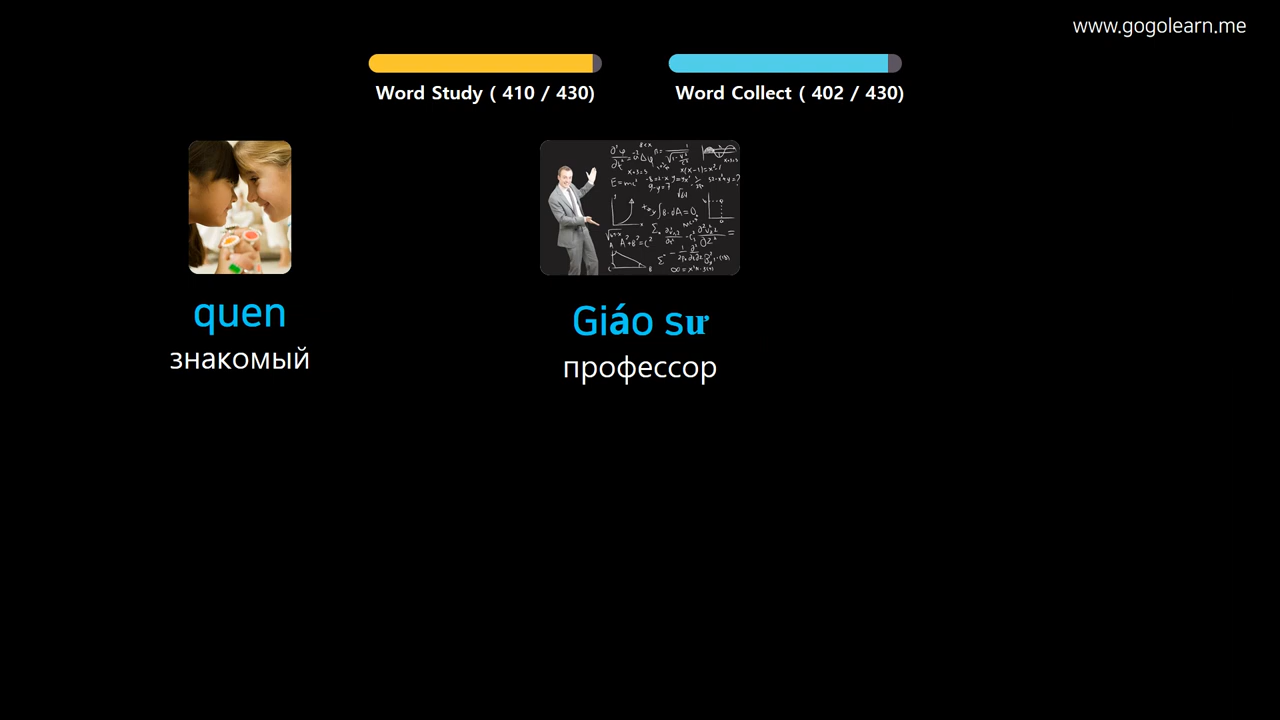 www.gogolearn.me
Word Study ( 410 / 430)
Word Collect ( 402 / 430)
quen
знакомый
Giáo sư
профессор